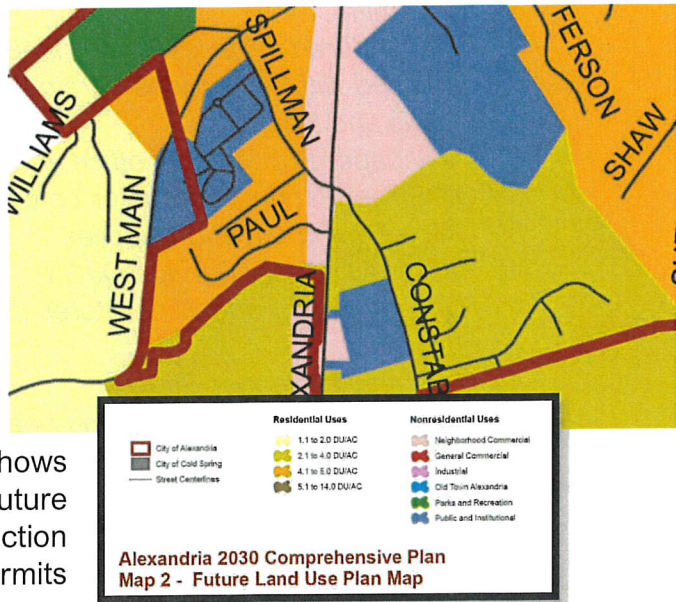 SPILLMAN
FERSON
SHAW
WILLIAMS
WEST MAIN
PAUL
XANDRIA
CONSTAB
Residential Uses
Nonresidential Uses
City of Alexandria
City of Cold Spring
Street Centerlines
1.1 to 2.0 DU/AC
2.1 to 4.0 DU/AC
4.1 to 5.0 DU/AC
5.1 to 14.0 DU/AC
Neighborhood Commercial
General Commercial
Industrial
Old Town Alexandria
Parks and Recreation
Public and Institutional
Alexandria 2030 Comprehensive Plan
Map 2 - Future Land Use Plan Map
hows
uture
ction
rmits